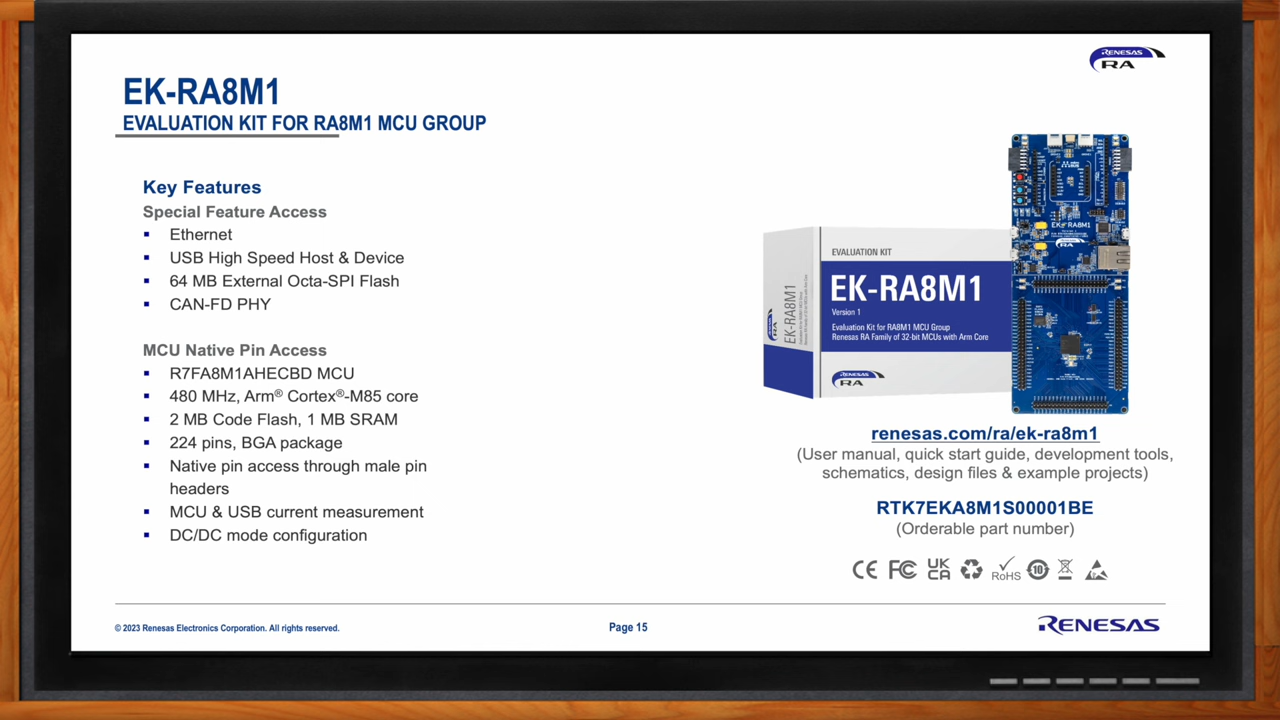 RENESAS
RA
EK-RA8M1
EVALUATION KIT FOR RA8M1 MCU GROUP
Key Features
Special Feature Access
▪ Ethernet
▪ USB High Speed Host & Device
▪ 64 MB External Octa-SPI Flash
▪ CAN-FD PHY
MCU Native Pin Access
▪ R7FA8M1AHECBD MCU
▪ 480 MHz, Arm® Cortex®-M85 core
▪ 2 MB Code Flash, 1 MB SRAM
▪ 224 pins, BGA package
▪ Native pin access through male pin
headers
▪ MCU & USB current measurement
▪ DC/DC mode configuration
EVALUATION KIT
EK-RA8M1
Version 1
Evaluation Kit for RA8M1 MCU Group
Renesas RA Family of 32-bit MCUs with Arm Core
RENESAS
RA
EK-RA8M1
RA
EK-RA8M1
RA
renesas.com/ra/ek-ra8m1
(User manual, quick start guide, development tools,
schematics, design files & example projects)
RTK7EKA8M1S00001BE
(Orderable part number)
CE FC UK CA RoHS 10
© 2023 Renesas Electronics Corporation. All rights reserved.
Page 15
RENESAS